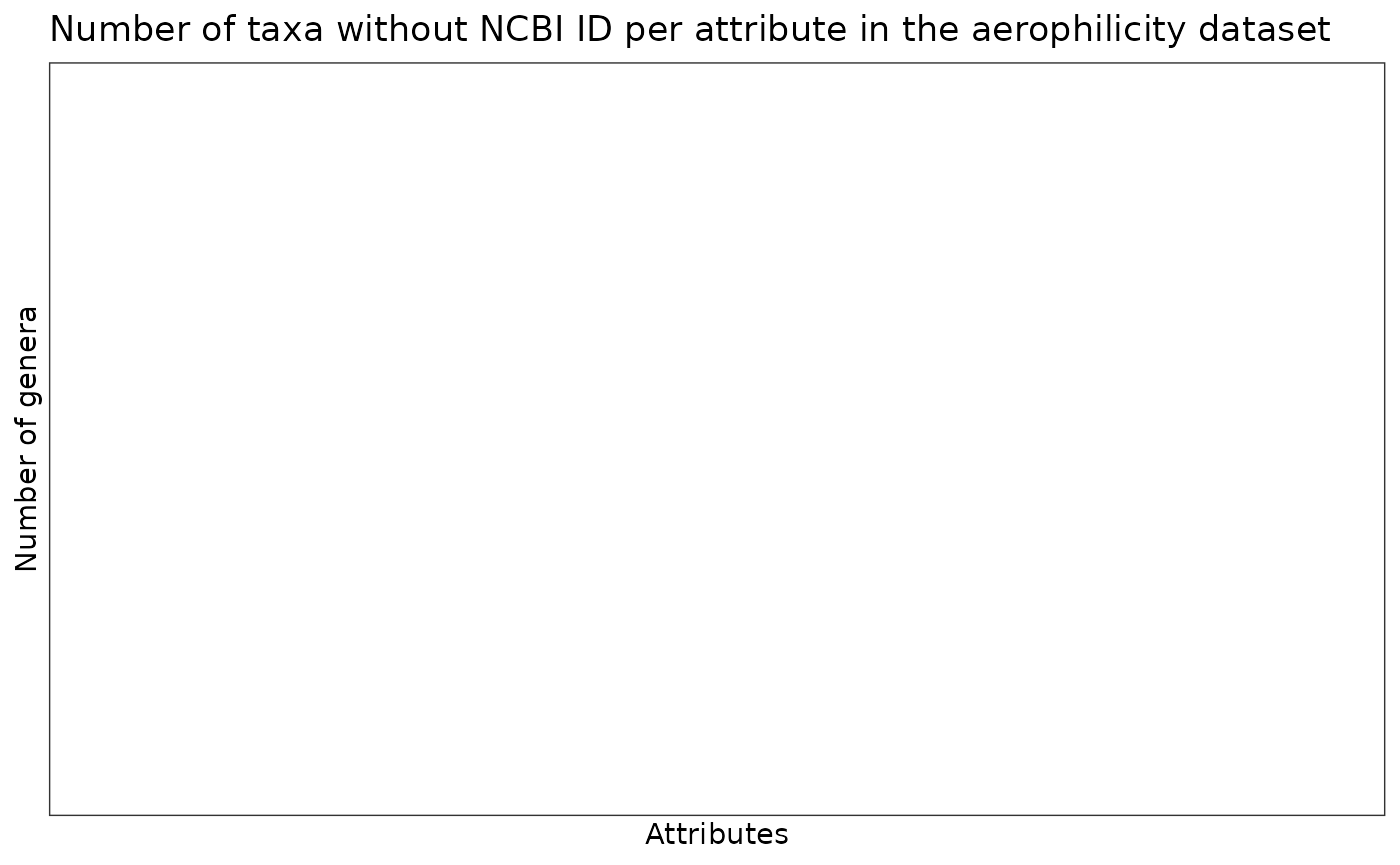 Number of taxa without NCBI ID per attribute in the aerophilicity dataset
Number of genera
Attributes